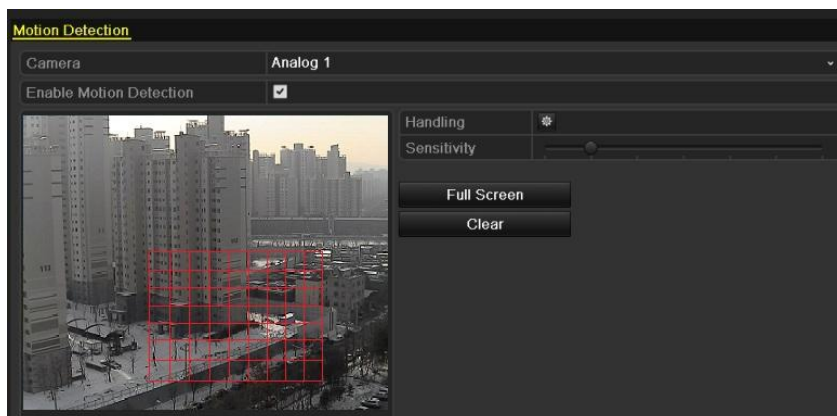 Motion Detection
Camera Analog 1
Enable Motion Detection
Handling
Sensitivity
Full Screen
Clear